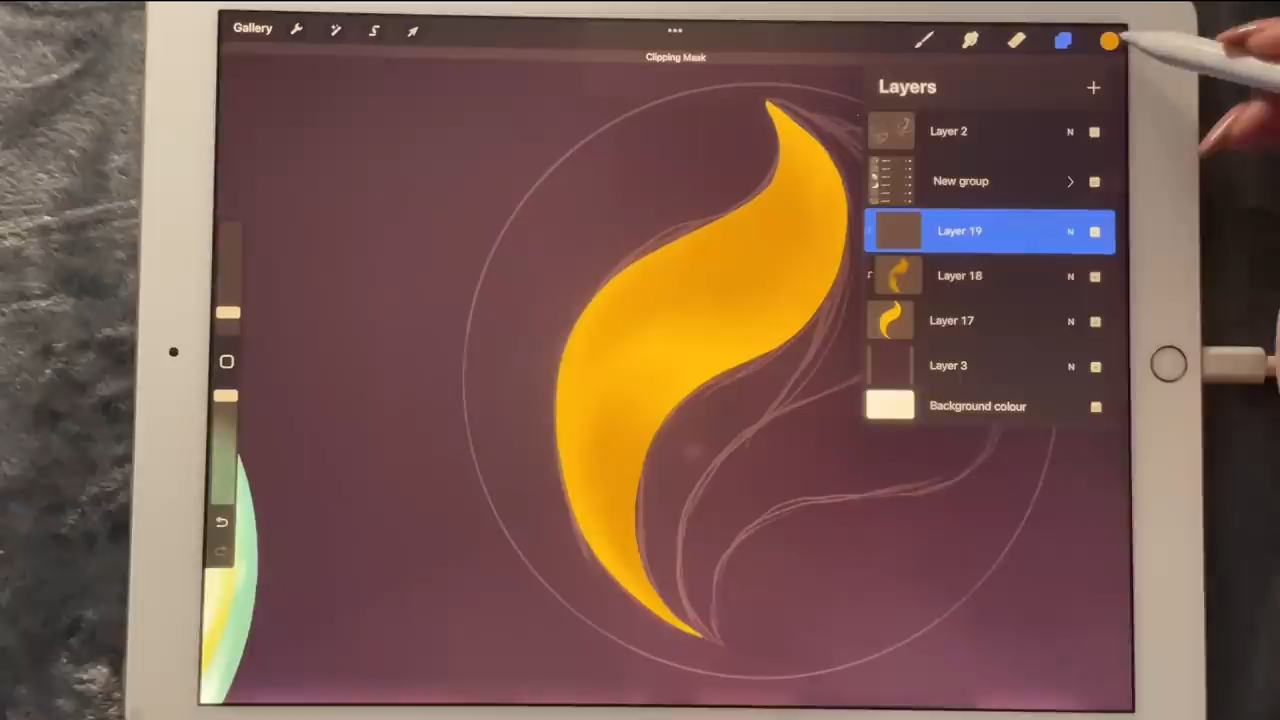 Gallery
Clipping Mask
Layers
Layer 2 N
New group
Layer 19 N
Layer 18 N
Layer 17 N
Layer 3 N
Background colour